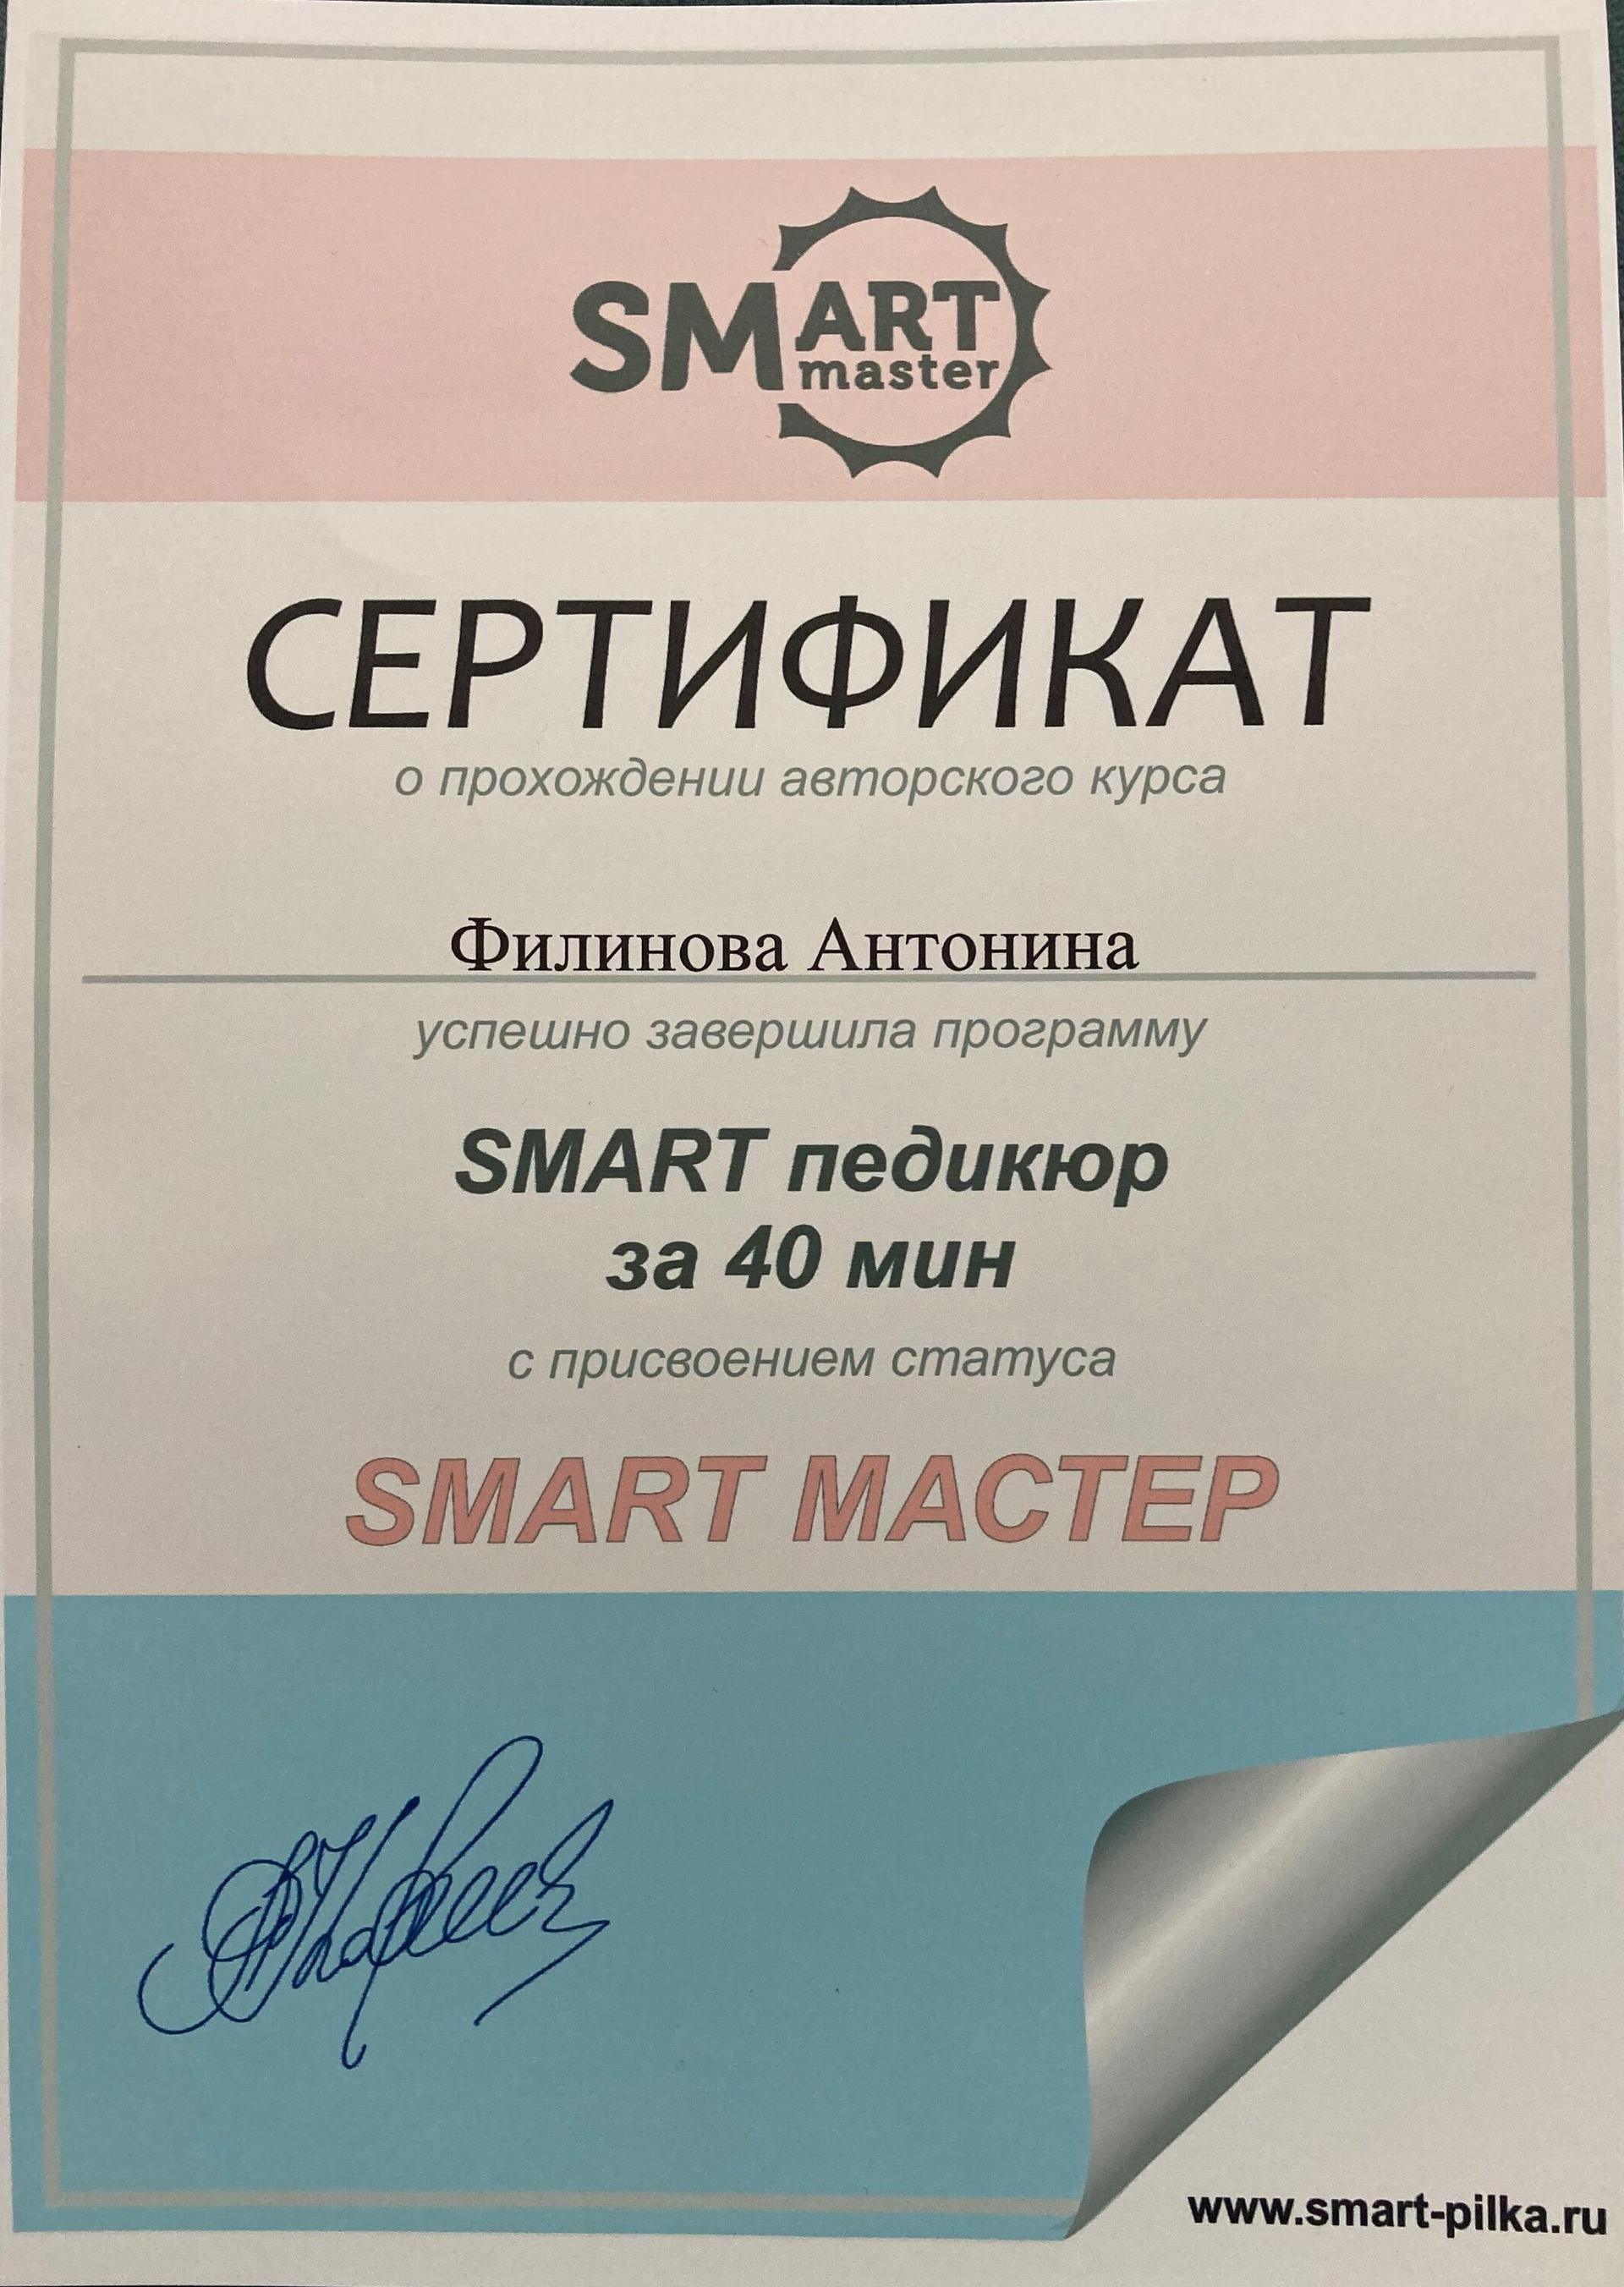 SMART
master
СЕРТИФИКАТ
о прохождении авторского курса
Филинова Антонина
успешно завершила программу
SMART педикюр
за 40 мин
с присвоением статуса
SMART МАСТЕР
www.smart-pilka.ru